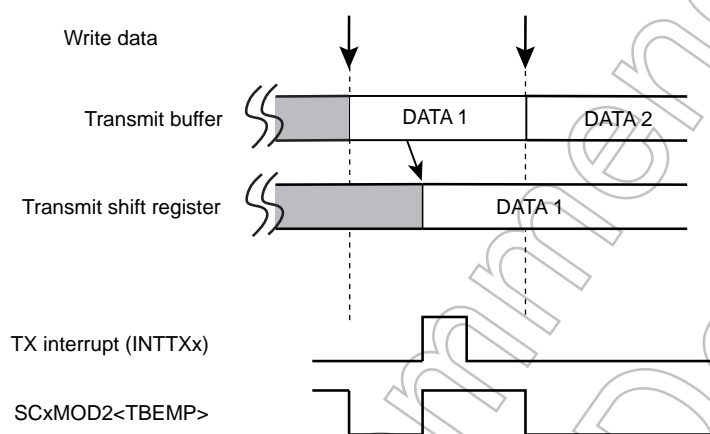 Write data
Transmit buffer
DATA 1
DATA 2
Transmit shift register
DATA 1
TX interrupt (INTTXx)
SCxMOD2<TBEMP>